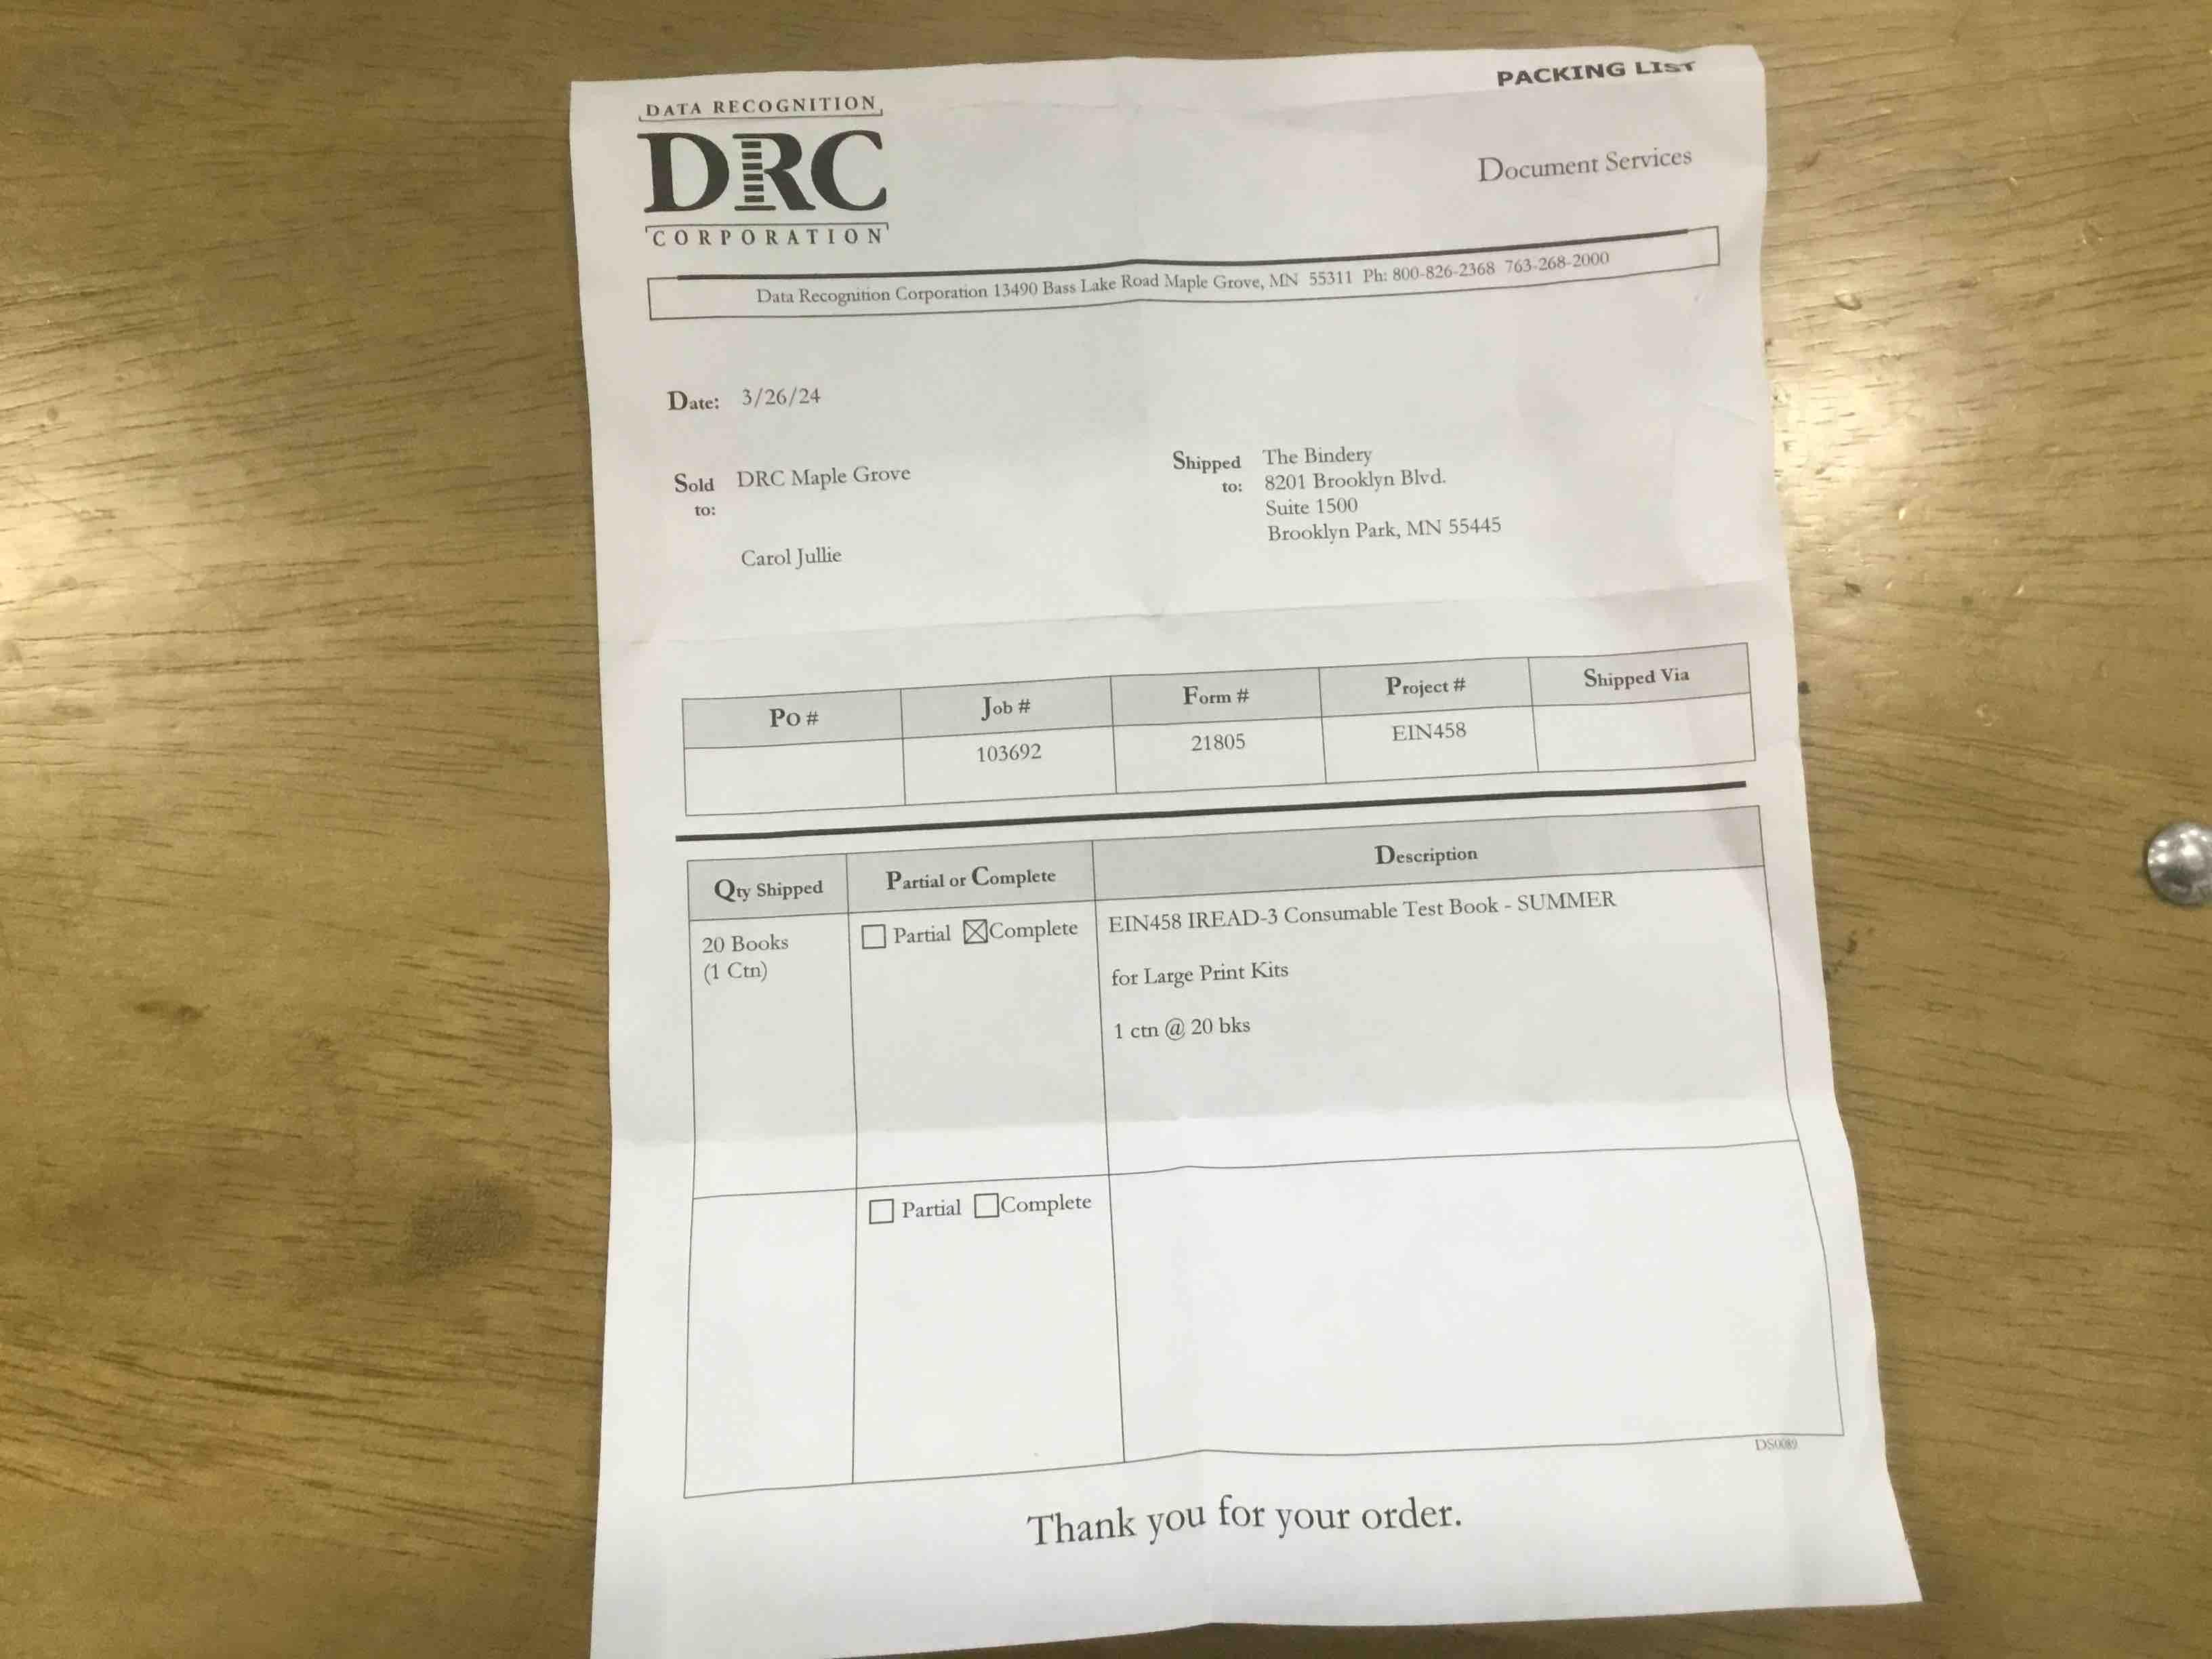 PACKING LIST
DATA RECOGNITION
DRC
CORPORATION
Document Services
Data Recognition Corporation 13490 Bass Lake Road Maple Grove, MN 55311 Ph: 800-826-2368 763-268-2000
Date: 3/26/24
Sold to: DRC Maple Grove
Carol Jullie
Shipped to: The Bindery
8201 Brooklyn Blvd.
Suite 1500
Brooklyn Park, MN 55445
PO # Job # Form # Project # Shipped Via
103692 21805 EIN458
Qty Shipped Partial or Complete Description
20 Books ☐ Partial ☒ Complete EIN458 IREAD-3 Consumable Test Book - SUMMER
(1 Ctn) for Large Print Kits
1 ctn @ 20 bks
☐ Partial ☐ Complete
DS0089
Thank you for your order.